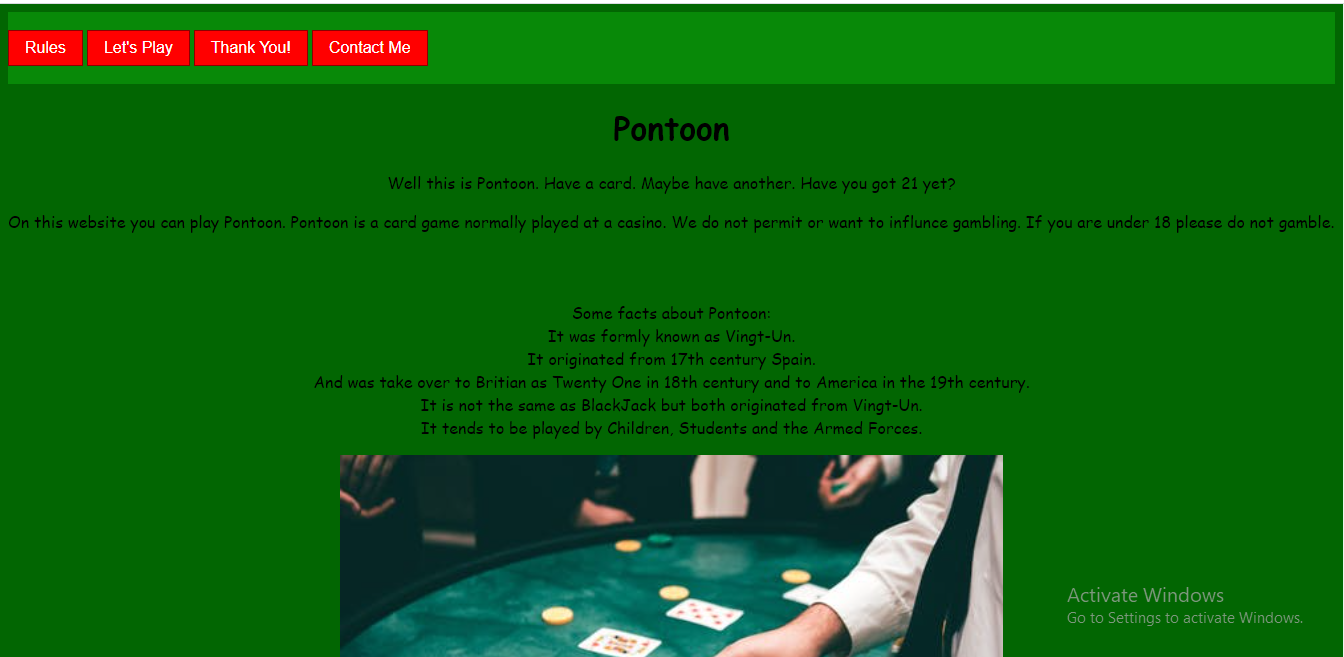 Rules Let's Play Thank You! Contact Me
Pontoon
Well this is Pontoon. Have a card. Maybe have another. Have you got 21 yet?
On this website you can play Pontoon. Pontoon is a card game normally played at a casino. We do not permit or want to influnce gambling. If you are under 18 please do not gamble.
Some facts about Pontoon:
It was formly known as Vingt-Un.
It originated from 17th century Spain.
And was take over to Britian as Twenty One in 18th century and to America in the 19th century.
It is not the same as BlackJack but both originated from Vingt-Un.
It tends to be played by Children, Students and the Armed Forces.
Activate Windows
Go to Settings to activate Windows.